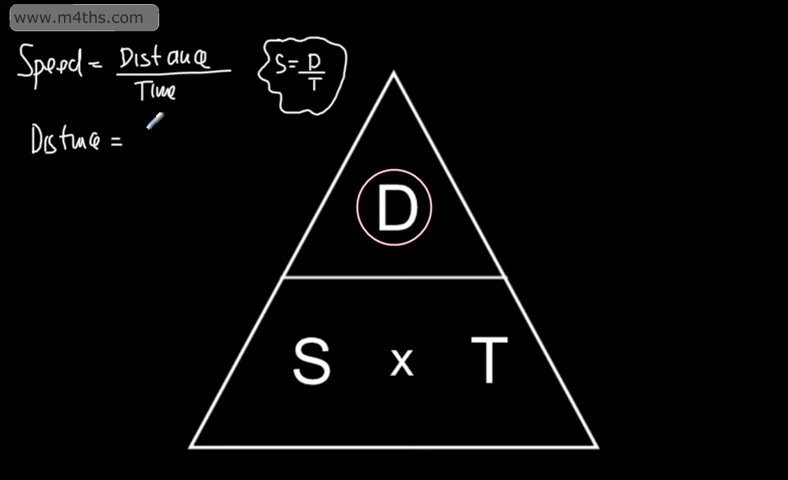 www.m4ths.com
Speed = Distance
Time
S = D
T
Distance =
D
S x T